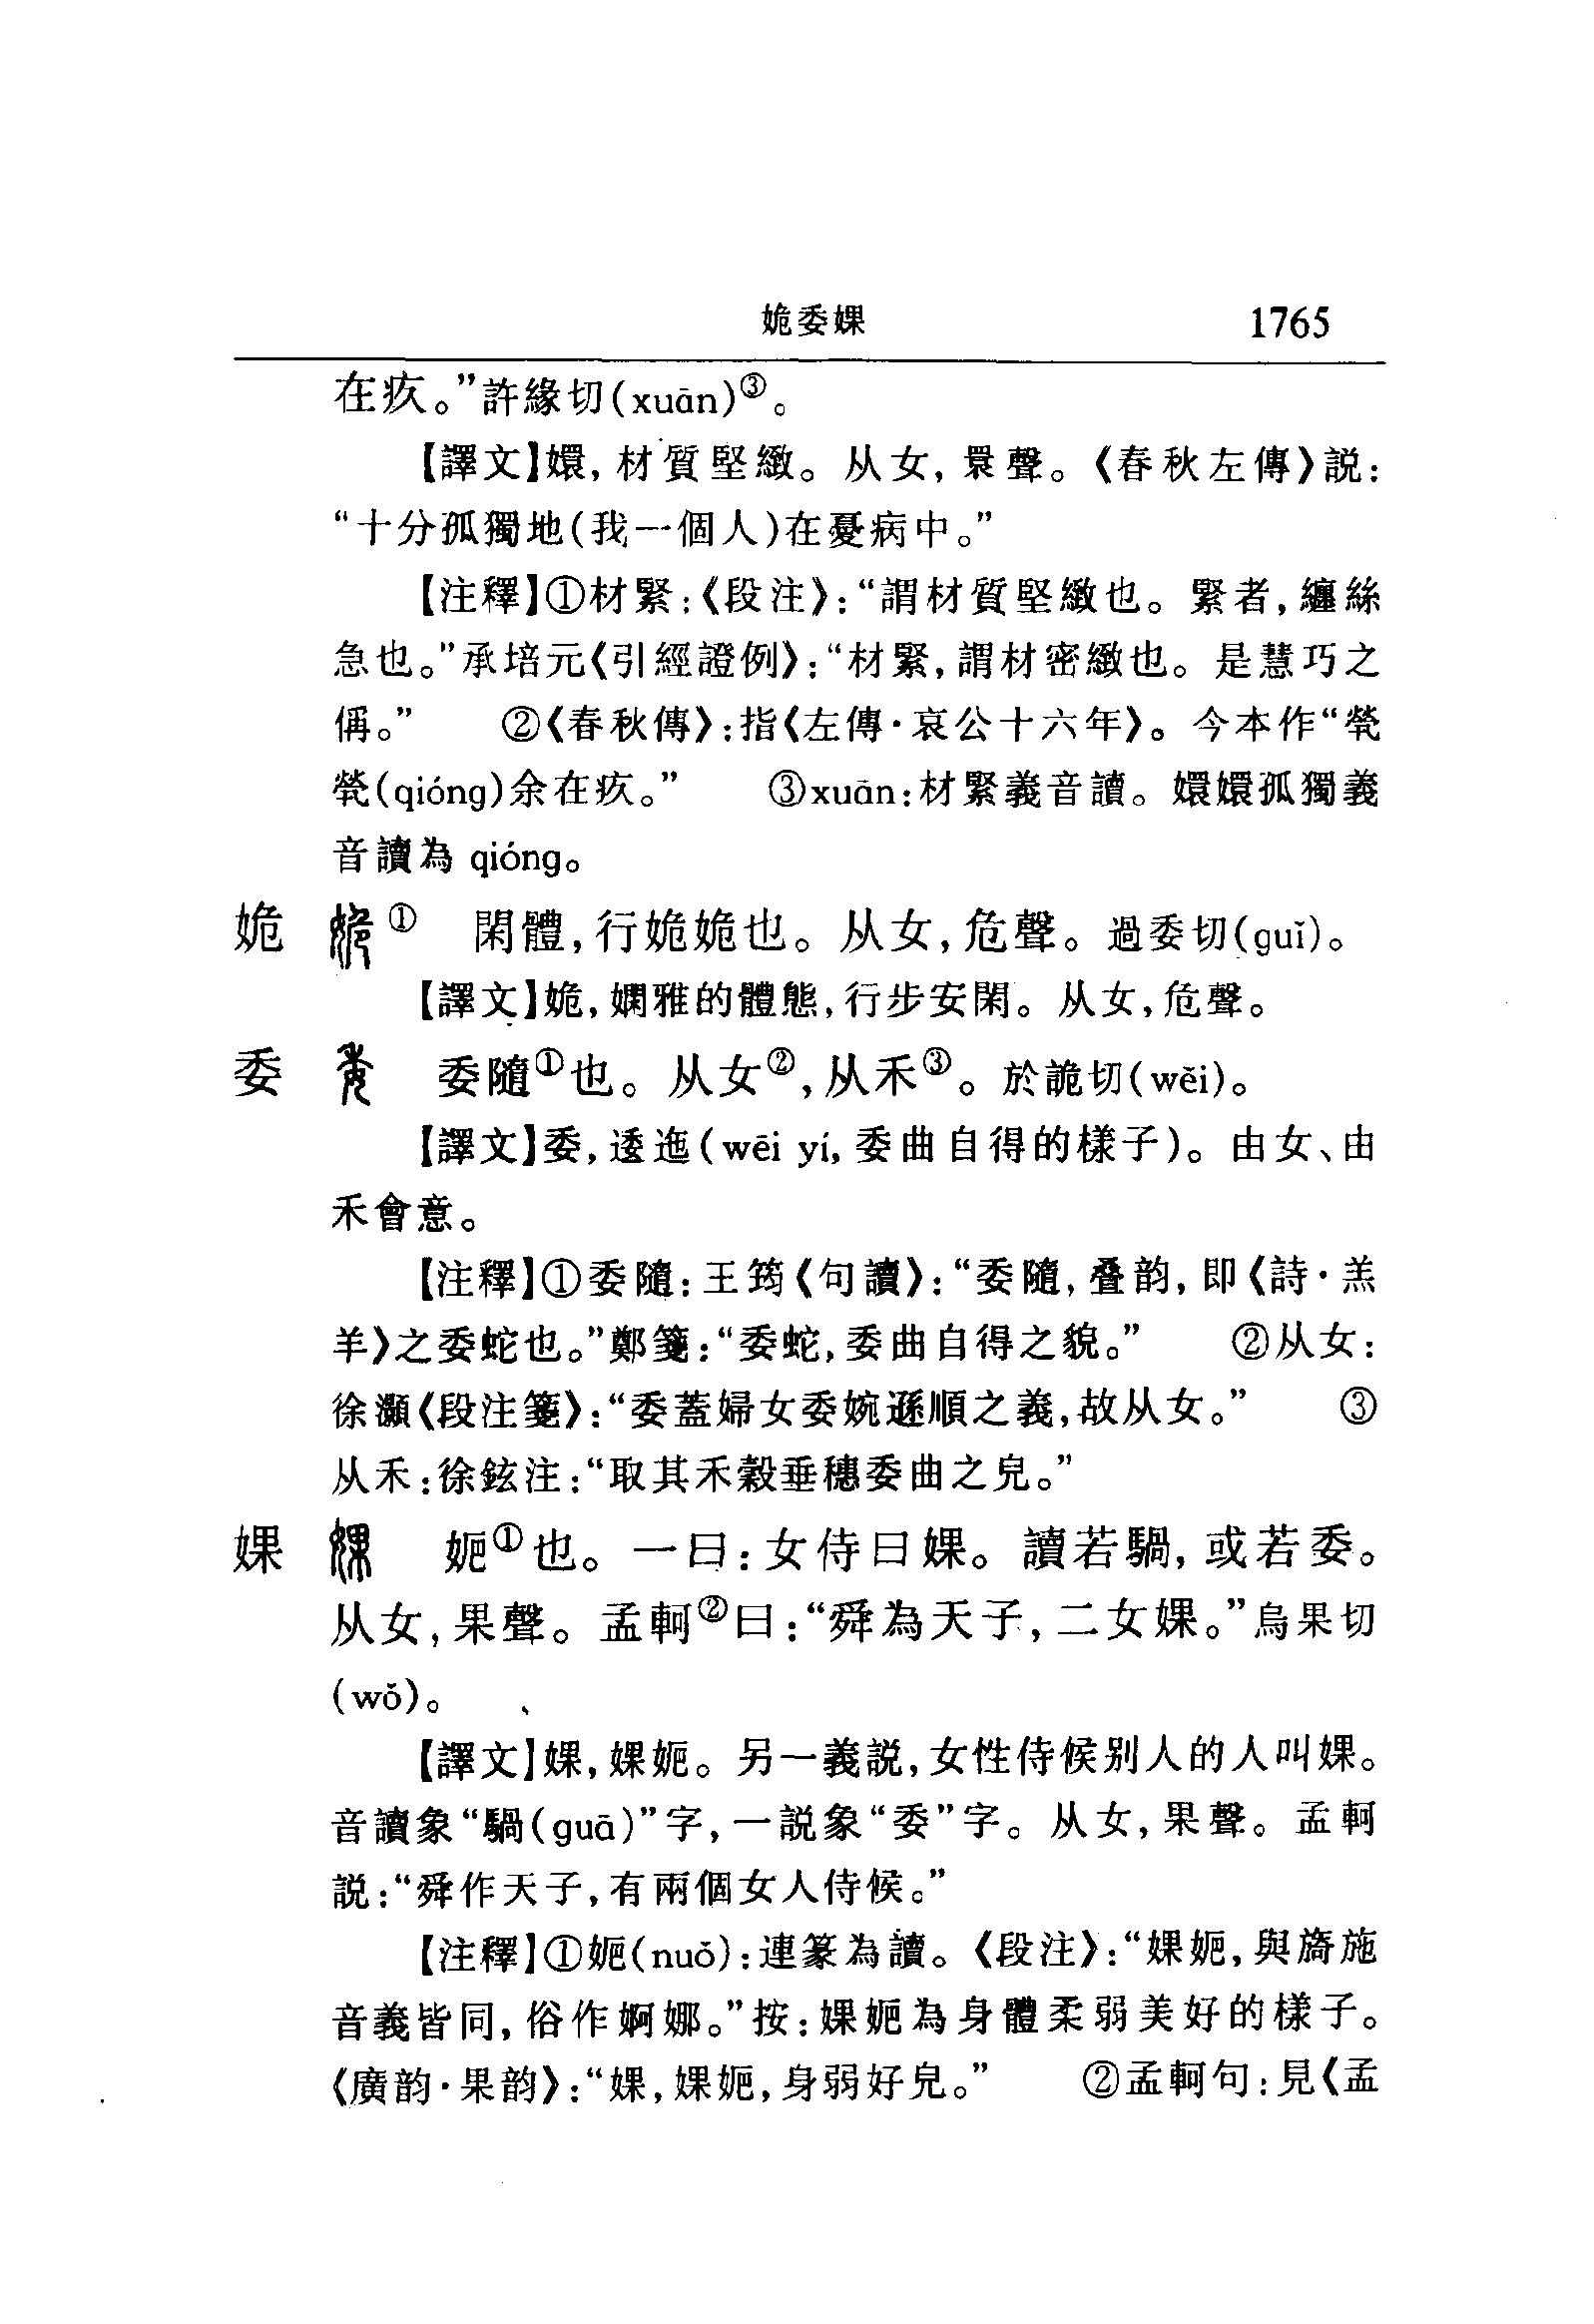 姽委婐 1765
在疚。”許緣切(xuān)③。
【譯文】嬛,材質堅緻。从女,睘聲。《春秋左傳》説:
“十分孤獨地(我一個人)在憂病中。”
【注釋】①材緊:《段注》:“謂材質堅緻也。緊者,纏絲
急也。”承培元《引經證例》:“材緊,謂材密緻也。是慧巧之
偁。” ②《春秋傳》:指《左傳·哀公十六年》。今本作“煢
煢(qióng)余在疚。” ③xuān:材緊義音讀。嬛嬛孤獨義
音讀為 qióng。
姽 ① 閑體,行姽姽也。从女,危聲。過委切(guǐ)。
【譯文】姽,嫻雅的體態,行步安閑。从女,危聲。
委 委隨①也。从女②,从禾③。於詭切(wěi)。
【譯文】委,逶迤(wēi yí,委曲自得的樣子)。由女、由
禾會意。
【注釋】①委隨:王筠《句讀》:“委隨,叠韵,即《詩·羔
羊》之委蛇也。”鄭箋:“委蛇,委曲自得之貌。” ②从女:
徐灝《段注箋》:“委蓋婦女委婉遜順之義,故从女。” ③
从禾:徐鉉注:“取其禾穀垂穗委曲之皃。”
婐 婐 㛂①也。一曰:女侍曰婐。讀若騧,或若委。
从女,果聲。孟軻②曰:“舜為天子,二女婐。”烏果切
(wǒ)。
【譯文】婐,婐㛂。另一義説,女性侍候别人的人叫婐。
音讀象“騧(guā)”字,一説象“委”字。从女,果聲。孟軻
説:“舜作天子,有兩個女人侍候。”
【注釋】①㛂(nuǒ):連篆為讀。《段注》:“婐㛂,與旖施
音義皆同,俗作婀娜。”按:婐㛂為身體柔弱美好的樣子。
《廣韵·果韵》:“婐,婐㛂,身弱好皃。” ②孟軻句:見《孟